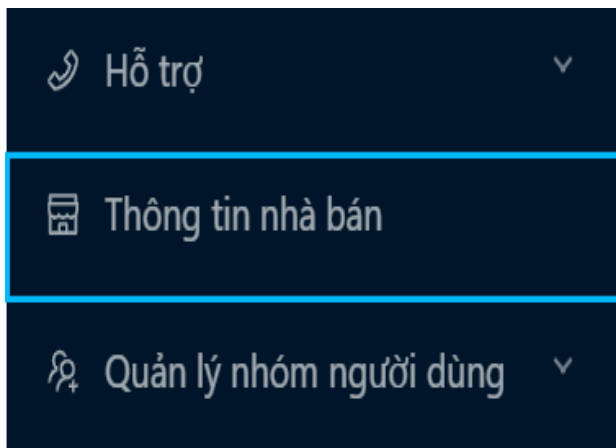 Hỗ trợ
Thông tin nhà bán
Quản lý nhóm người dùng